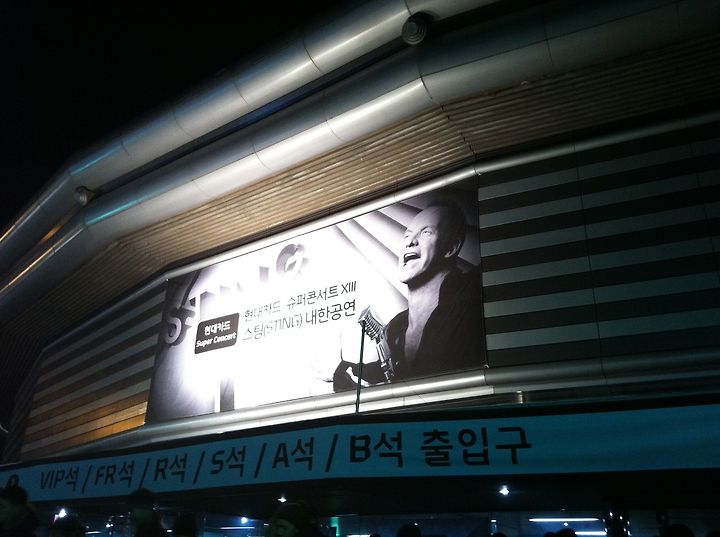 현대카드
Super Concert
현대카드 슈퍼콘서트 XIII
스팅(STING) 내한공연
VIP석 / FR석 / R석 / S석 / A석 / B석 출입구